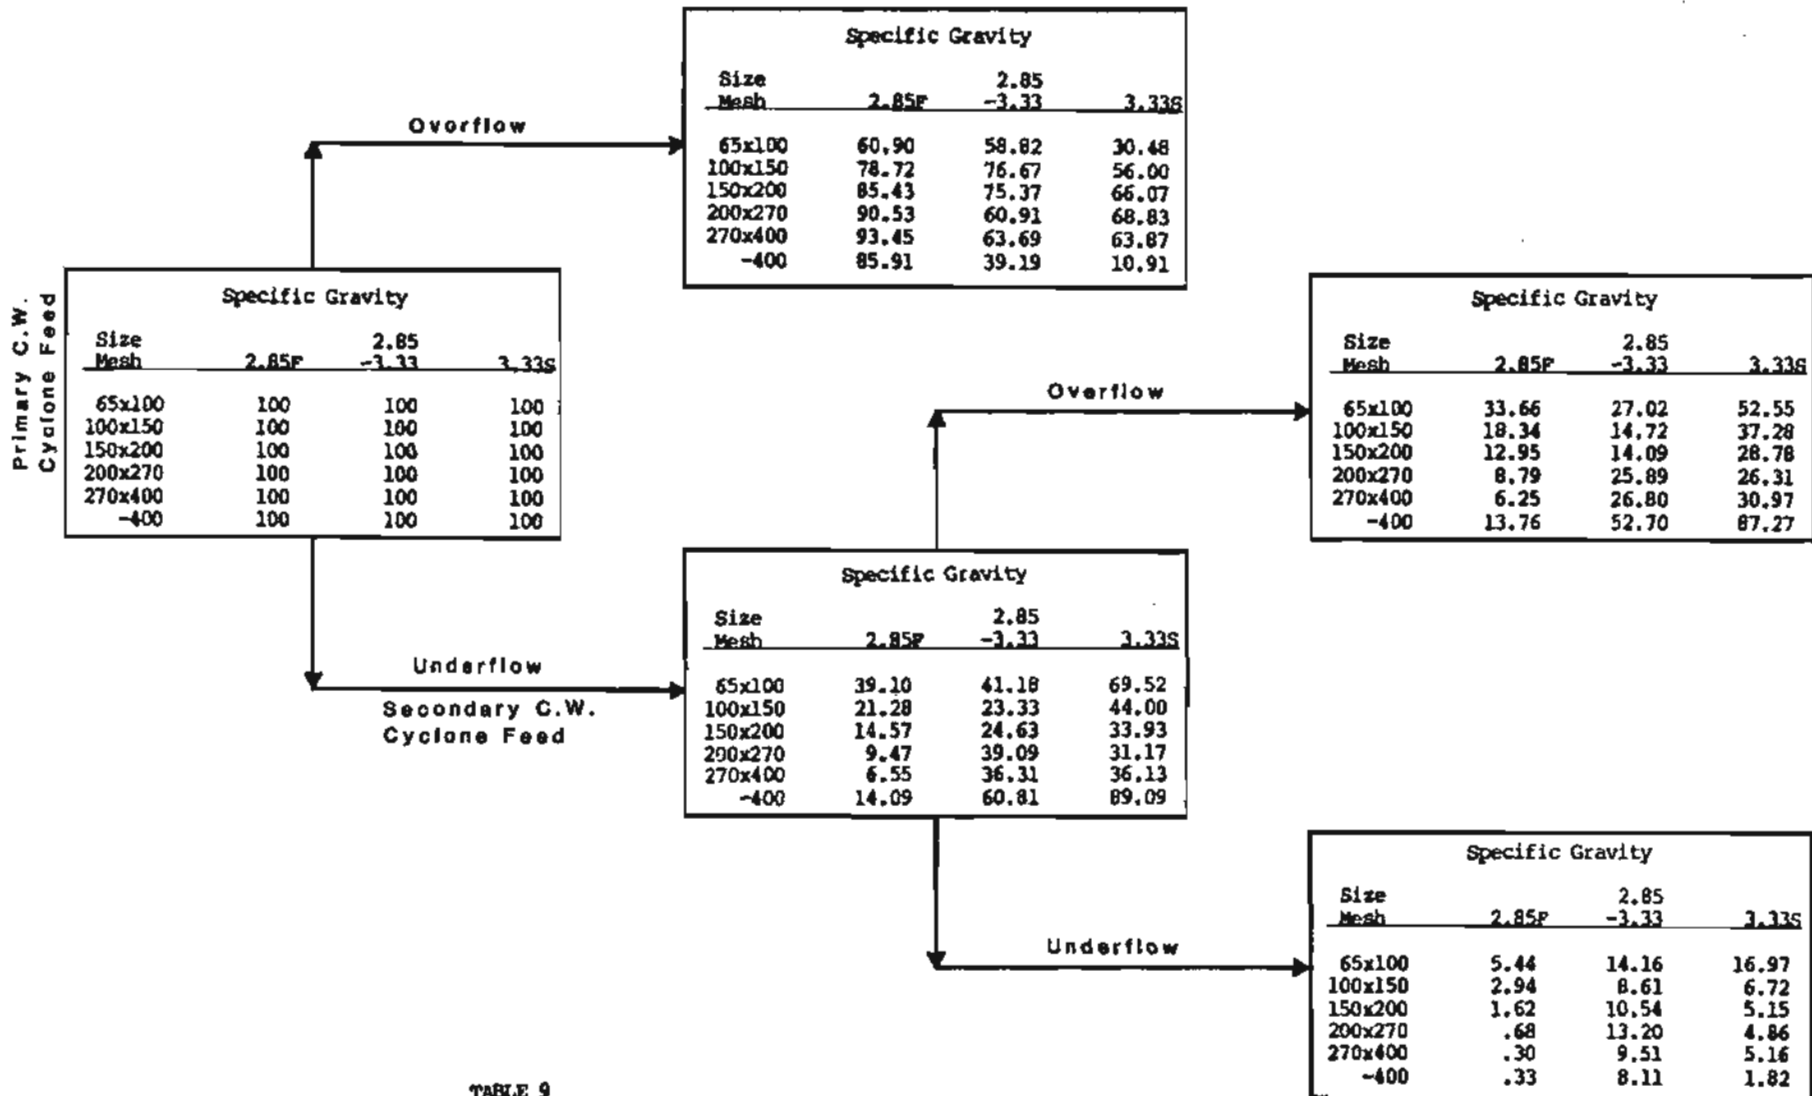 Specific Gravity
Size 2.85
Mesh 2.85F -3.33 3.33S
65x100 60.90 58.82 30.48
100x150 78.72 76.67 56.00
150x200 85.43 75.37 66.07
200x270 90.53 60.91 68.83
270x400 93.45 63.69 63.87
-400 85.91 39.19 10.91
Ovorflow
Primary C.W.
Cyclone Feed
Specific Gravity
Size 2.85
Mesh 2.85F -3.33 3.33S
65x100 100 100 100
100x150 100 100 100
150x200 100 100 100
200x270 100 100 100
270x400 100 100 100
-400 100 100 100
Overflow
Specific Gravity
Size 2.85
Mesh 2.85F -3.33 3.33S
65x100 33.66 27.02 52.55
100x150 18.34 14.72 37.28
150x200 12.95 14.09 28.78
200x270 8.79 25.89 26.31
270x400 6.25 26.80 30.97
-400 13.76 52.70 87.27
Underflow
Secondary C.W.
Cyclone Feed
Specific Gravity
Size 2.85
Mesh 2.85F -3.33 3.33S
65x100 39.10 41.18 69.52
100x150 21.28 23.33 44.00
150x200 14.57 24.63 33.93
200x270 9.47 39.09 31.17
270x400 6.55 36.31 36.13
-400 14.09 60.81 89.09
Underflow
Specific Gravity
Size 2.85
Mesh 2.85F -3.33 3.33S
65x100 5.44 14.16 16.97
100x150 2.94 8.61 6.72
150x200 1.62 10.54 5.15
200x270 .68 13.20 4.86
270x400 .30 9.51 5.16
-400 .33 8.11 1.82
TABLE 9